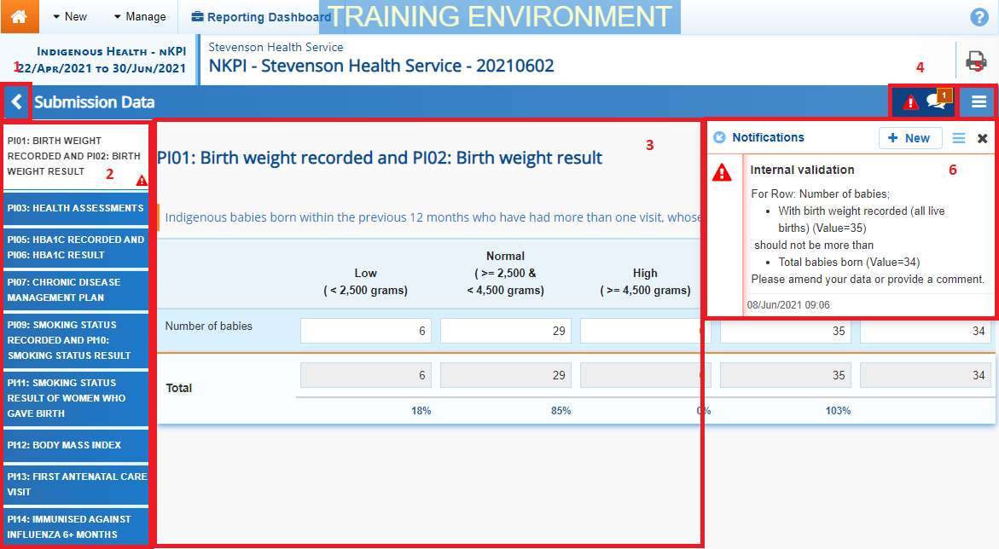 New
Manage
Reporting Dashboard
TRAINING ENVIRONMENT
?
Indigenous Health - nKPI
22/Apr/2021 to 30/Jun/2021
1
Stevenson Health Service
NKPI - Stevenson Health Service - 20210602
4
5
Submission Data
1
PI01: BIRTH WEIGHT
RECORDED AND PI02: BIRTH
WEIGHT RESULT
2
PI03: HEALTH ASSESSMENTS
PI05: HBA1C RECORDED AND
PI06: HBA1C RESULT
PI07: CHRONIC DISEASE
MANAGEMENT PLAN
PI09: SMOKING STATUS
RECORDED AND PI10:
SMOKING STATUS RESULT
PI11: SMOKING STATUS
RESULT OF WOMEN WHO
GAVE BIRTH
PI12: BODY MASS INDEX
PI13: FIRST ANTENATAL CARE
VISIT
PI14: IMMUNISED AGAINST
INFLUENZA 6+ MONTHS
PI01: Birth weight recorded and PI02: Birth weight result
3
Indigenous babies born within the previous 12 months who have had more than one visit, whose
Low
( < 2,500 grams)
Normal
( >= 2,500 &
< 4,500 grams)
High
( >= 4,500 grams)
Number of babies
6
29
35
34
Total
6
29
35
34
18%
85%
0%
103%
Notifications
+ New
6
Internal validation
For Row: Number of babies;
• With birth weight recorded (all live
births) (Value=35)
should not be more than
• Total babies born (Value=34)
Please amend your data or provide a comment.
08/Jun/2021 09:06